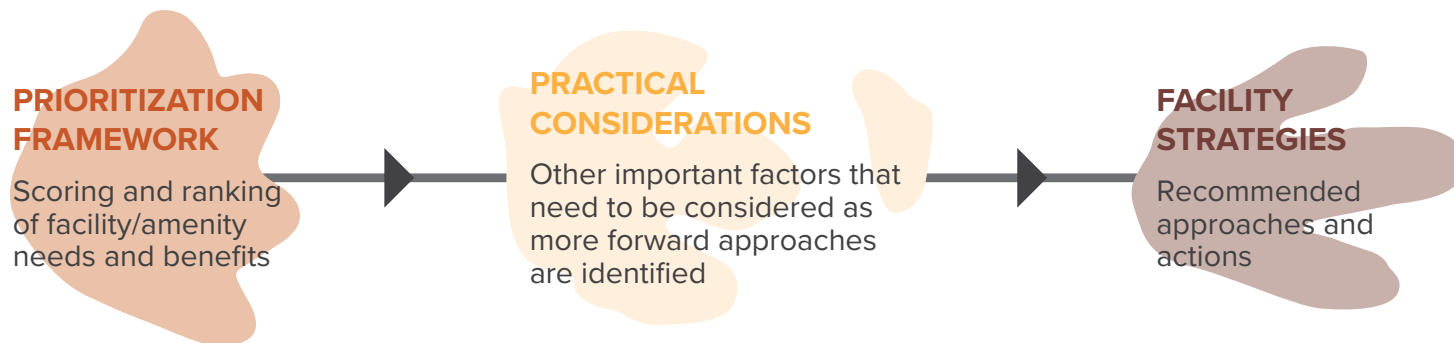 PRIORITIZATION
FRAMEWORK
Scoring and ranking
of facility/amenity
needs and benefits
PRACTICAL
CONSIDERATIONS
Other important factors that
need to be considered as
more forward approaches
are identified
FACILITY
STRATEGIES
Recommended
approaches and
actions